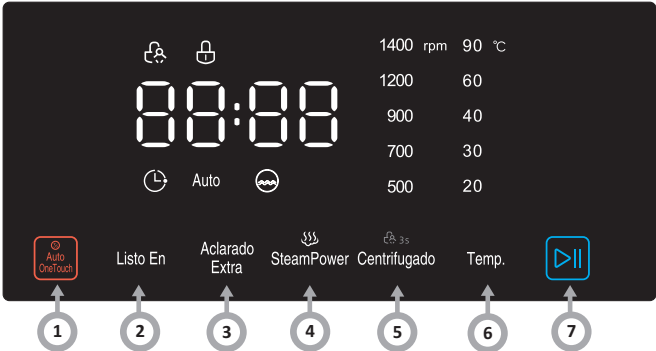 1400 rpm 90 °C
1200 60
88:88
900 40
700 30
Auto
500 20
3s
Auto
OneTouch
Listo En
Aclarado
Extra
SteamPower
Centrifugado
Temp.
1 2 3 4 5 6 7